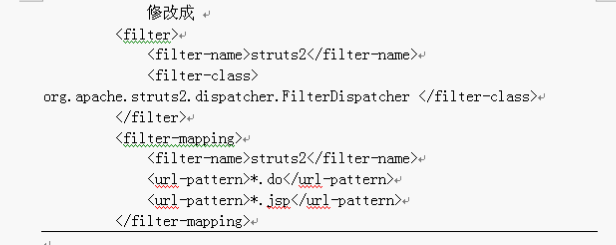 修改成
<filter>
<filter-name>struts2</filter-name>
<filter-class>
org.apache.struts2.dispatcher.FilterDispatcher </filter-class>
</filter>
<filter-mapping>
<filter-name>struts2</filter-name>
<url-pattern>*.do</url-pattern>
<url-pattern>*.jsp</url-pattern>
</filter-mapping>